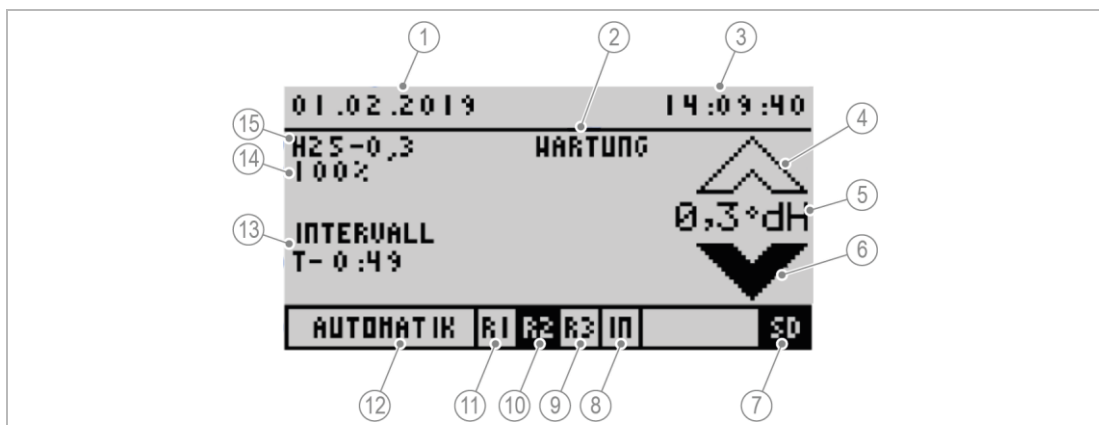 1 2 3
01.02.2019 14:09:40
15 H2S-0,3 WARTUNG 4
14 100%
0,3°dH 5
13 INTERVALL 6
T- 0:49
AUTOMATIK R1 R2 R3 IN SD
12 11 10 9 8 7